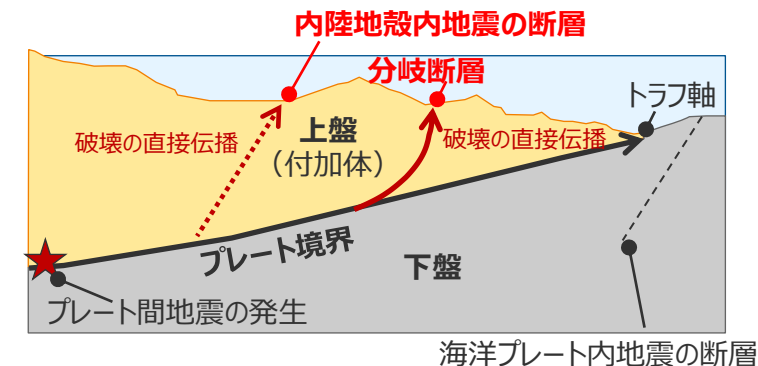 内陸地殻内地震の断層
分岐断層
トラフ軸
破壊の直接伝播
上盤
（付加体）
破壊の直接伝播
プレート境界
下盤
プレート間地震の発生
海洋プレート内地震の断層